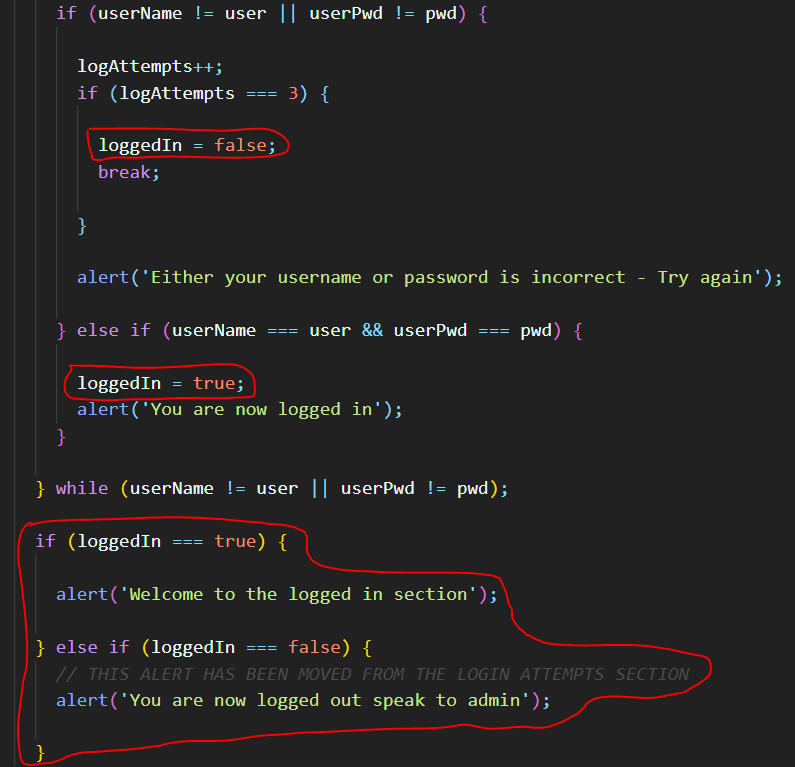 if (userName != user || userPwd != pwd) {
logAttempts++;
if (logAttempts === 3) {
loggedIn = false;
break;
}
alert('Either your username or password is incorrect - Try again');
} else if (userName === user && userPwd === pwd) {
loggedIn = true;
alert('You are now logged in');
}
} while (userName != user || userPwd != pwd);
if (loggedIn === true) {
alert('Welcome to the logged in section');
} else if (loggedIn === false) {
// THIS ALERT HAS BEEN MOVED FROM THE LOGIN ATTEMPTS SECTION
alert('You are now logged out speak to admin');
}